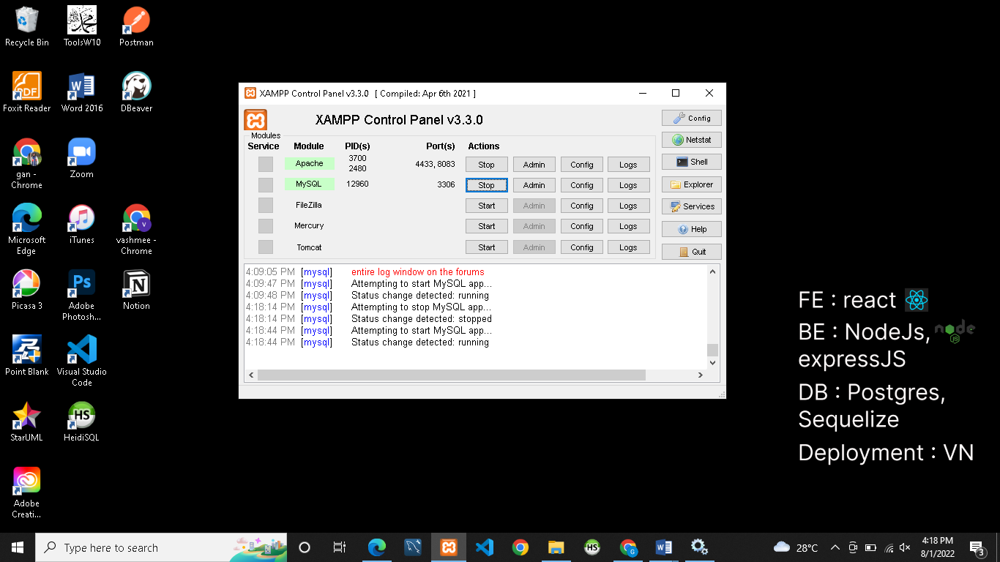 Recycle Bin
ToolsW10
Postman
Foxit Reader
Word 2016
DBeaver
gan -
Chrome
Zoom
Microsoft
Edge
iTunes
vashmee -
Chrome
Picasa 3
Adobe
Photosh...
Notion
Point Blank
Visual Studio
Code
StarUML
HeidiSQL
Adobe
Creati...
XAMPP Control Panel v3.3.0 [ Compiled: Apr 6th 2021 ]
XAMPP Control Panel v3.3.0
Modules
Service Module PID(s) Port(s) Actions
Apache 3700 2480 4433, 8083 Stop Admin Config Logs
MySQL 12960 3306 Stop Admin Config Logs
FileZilla Start Admin Config Logs
Mercury Start Admin Config Logs
Tomcat Start Admin Config Logs
Config
Netstat
Shell
Explorer
Services
Help
Quit
4:09:05 PM [mysql] entire log window on the forums
4:09:47 PM [mysql] Attempting to start MySQL app...
4:09:48 PM [mysql] Status change detected: running
4:18:14 PM [mysql] Attempting to stop MySQL app...
4:18:14 PM [mysql] Status change detected: stopped
4:18:44 PM [mysql] Attempting to start MySQL app...
4:18:44 PM [mysql] Status change detected: running
FE : react
BE : NodeJs, node JS
expressJS
DB : Postgres,
Sequelize
Deployment : VN
Type here to search
28°C
4:18 PM
8/1/2022
3